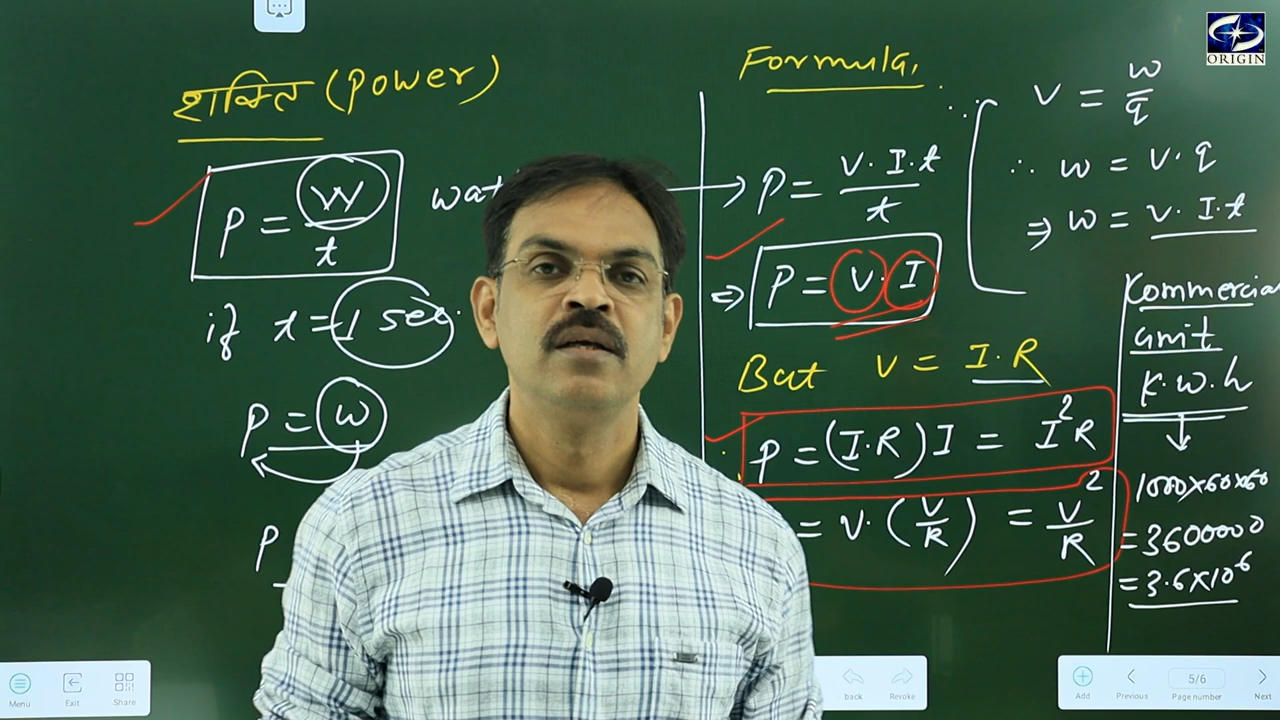 ORIGIN
शक्ति (Power)
P = W / t
wat
if t = 1 sec.
P = W
P
Formula,
P = V·I·t / t
⇒ P = V·I
But V = I·R
P = (I·R) I = I²R
= V·(V/R) = V²/R
∵ V = W/q
∴ W = V·q
⇒ W = V·I·t
Commercial
unit
K.W.h
↓
1000×60×60
= 3600000
= 3.6×10⁻⁶
Menu
Exit
Share
back
Revoke
Add
Previous
5/6
Page number
Next